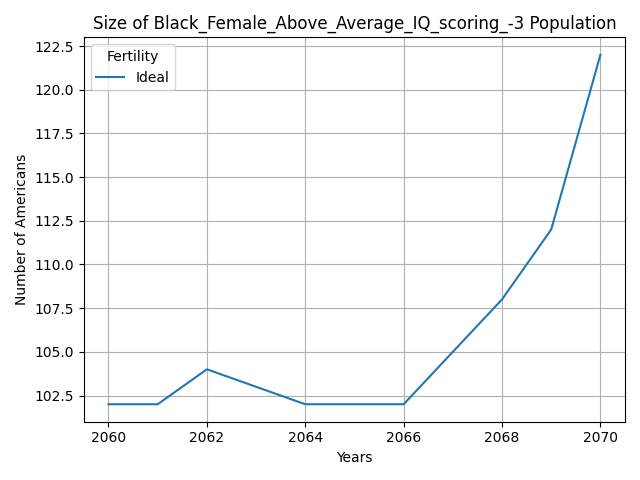 Size of Black_Female_Above_Average_IQ_scoring_-3 Population
Fertility
Ideal
Number of Americans
122.5
120.0
117.5
115.0
112.5
110.0
107.5
105.0
102.5
2060 2062 2064 2066 2068 2070
Years